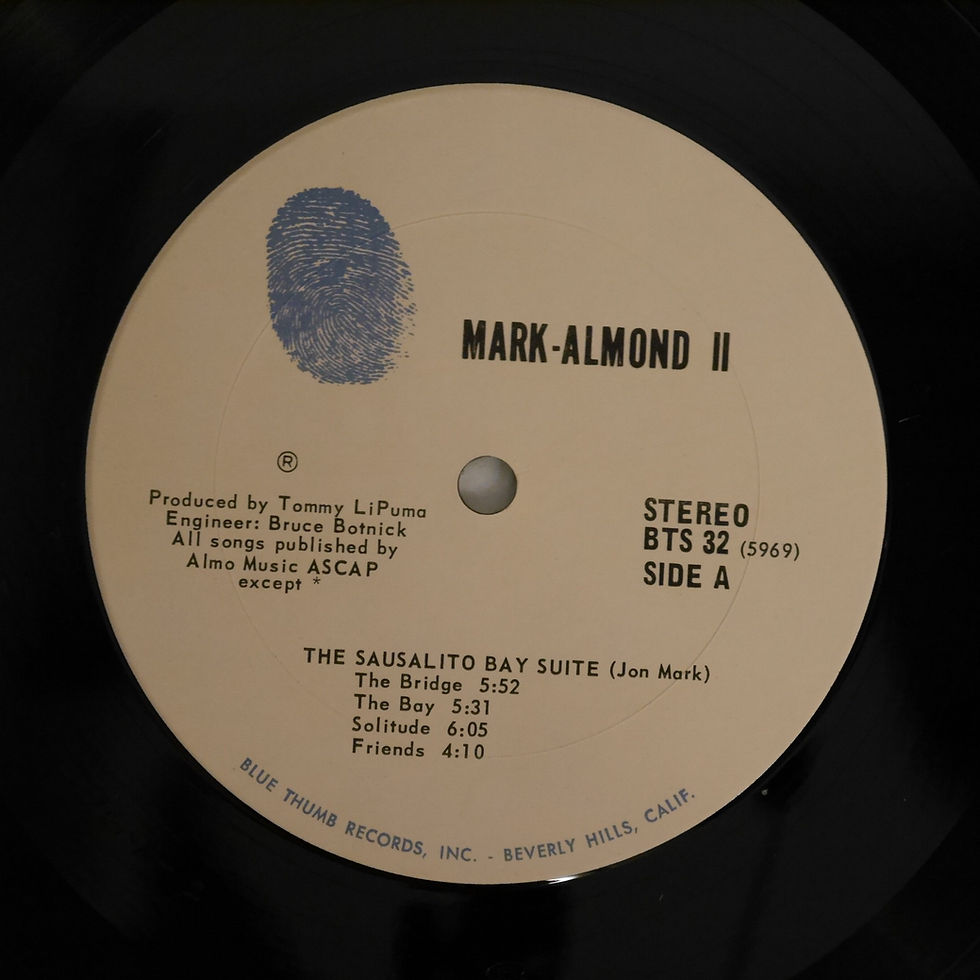 MARK-ALMOND II
®
Produced by Tommy LiPuma
Engineer: Bruce Botnick
All songs published by
Almo Music ASCAP
except *
STEREO
BTS 32 (5969)
SIDE A
THE SAUSALITO BAY SUITE (Jon Mark)
The Bridge 5:52
The Bay 5:31
Solitude 6:05
Friends 4:10
BLUE THUMB RECORDS, INC. - BEVERLY HILLS, CALIF.